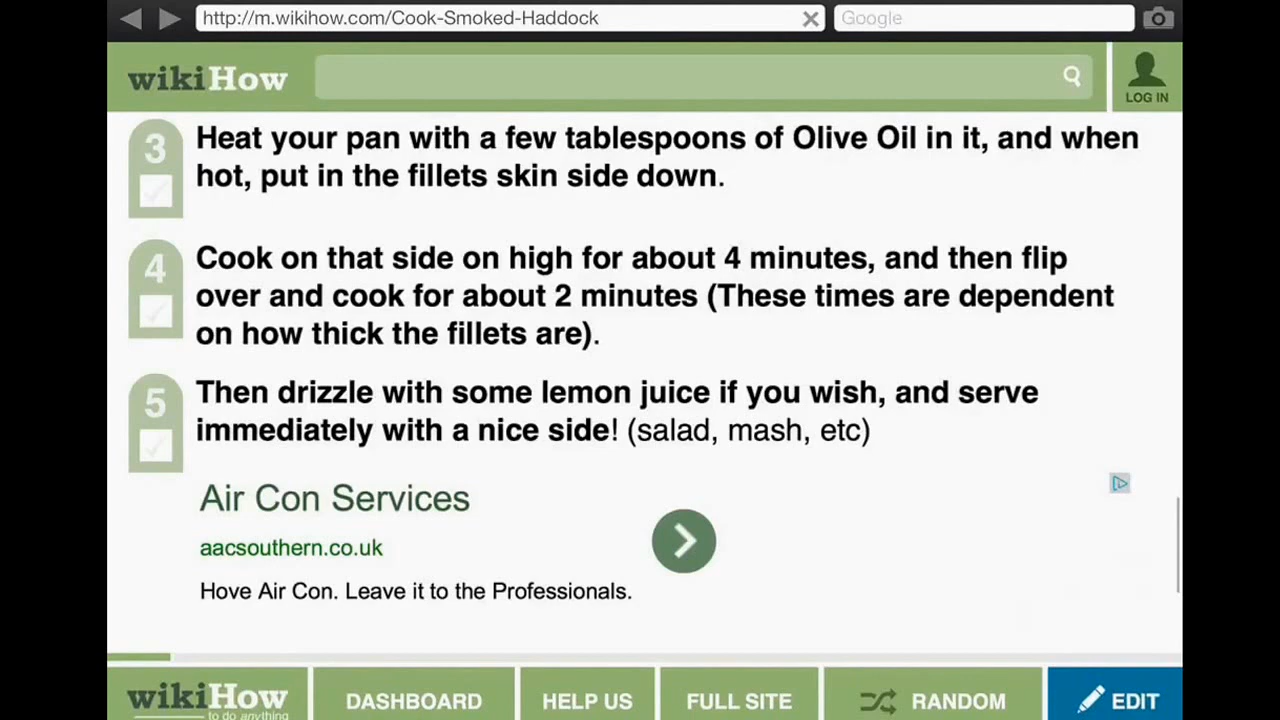 http://m.wikihow.com/Cook-Smoked-Haddock
Google
wikiHow
LOG IN
3
Heat your pan with a few tablespoons of Olive Oil in it, and when
hot, put in the fillets skin side down.
4
Cook on that side on high for about 4 minutes, and then flip
over and cook for about 2 minutes (These times are dependent
on how thick the fillets are).
5
Then drizzle with some lemon juice if you wish, and serve
immediately with a nice side! (salad, mash, etc)
Air Con Services
aacsouthern.co.uk
Hove Air Con. Leave it to the Professionals.
wikiHow
to do anything
DASHBOARD
HELP US
FULL SITE
RANDOM
EDIT